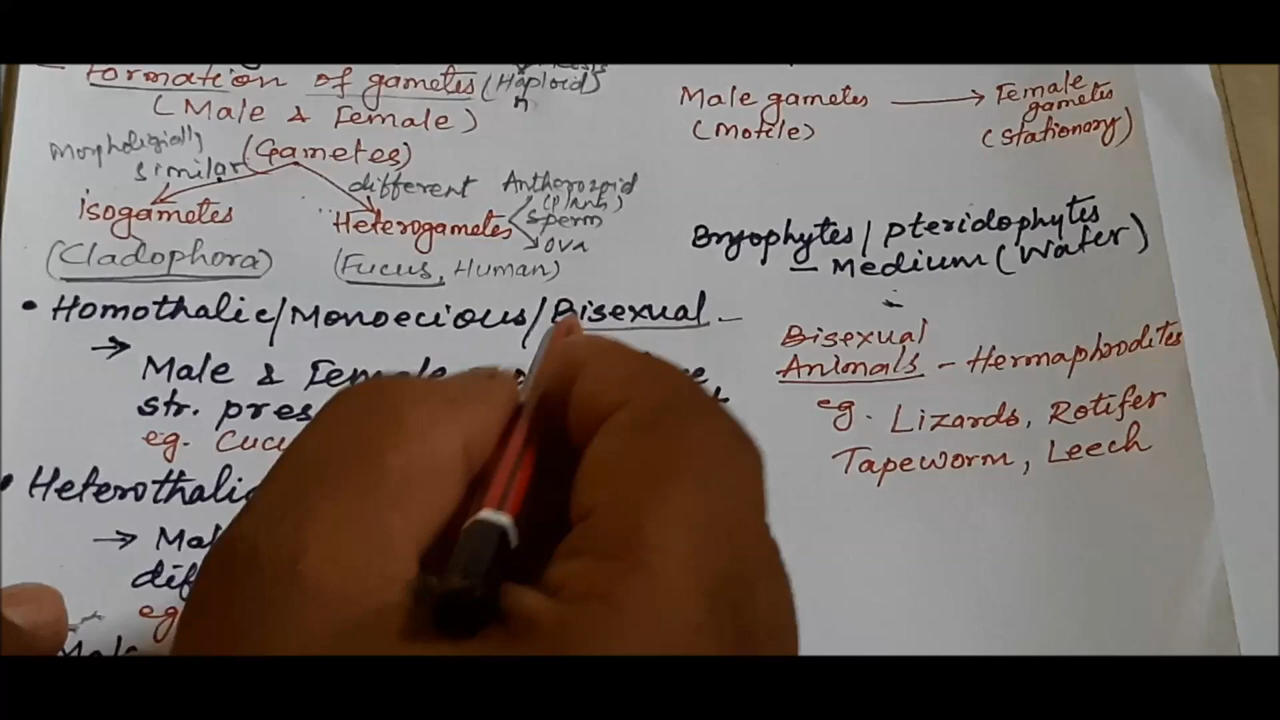 Formation of gametes (Haploid)
n
(Male & Female)
Morphologically
similar
(Gametes)
different
Isogametes
(Cladophora)
Heterogametes
Antherozoid
(Plants)
Sperm
ova
(Fucus, Human)
• Homothalic/Monoecious/Bisexual -
→ Male & Female
str. pres
eg. Cucu
• Heterothalic
→ Mal
dif
eg
Male gametes → Female
gametes
(Motile) (stationary)
Bryophytes/Pteridophytes
- Medium (Water)
Bisexual
Animals - Hermaphrodites
eg. Lizards, Rotifer
Tapeworm, Leech